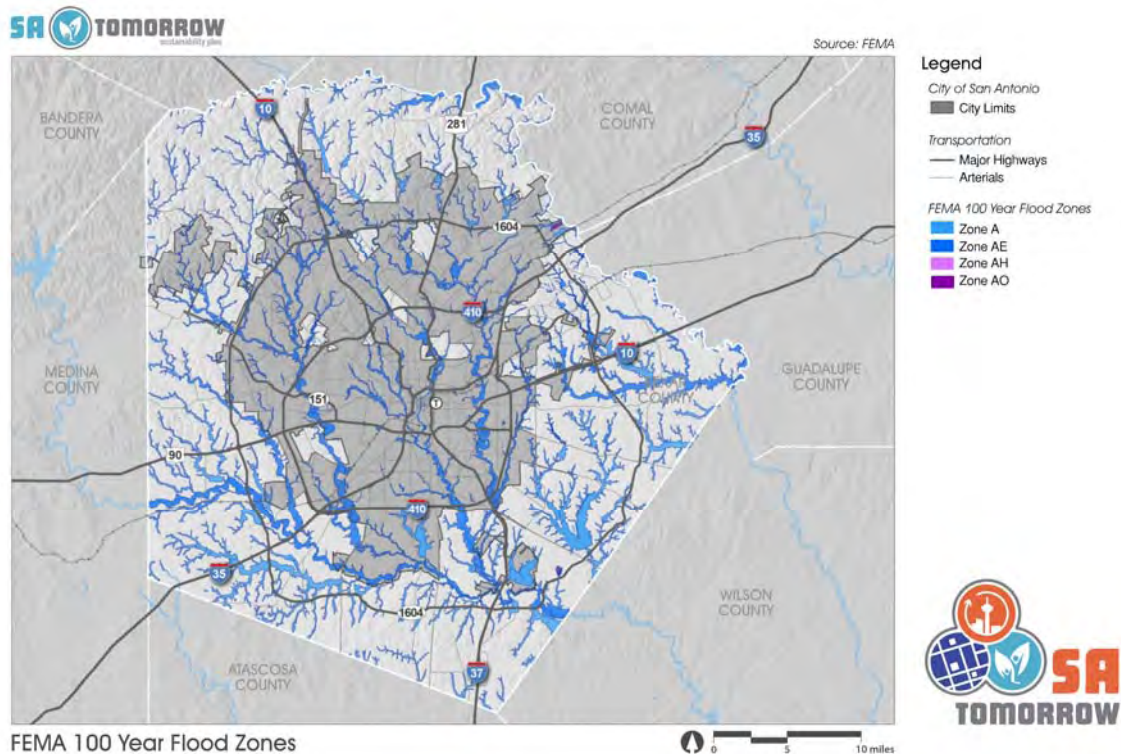 SA TOMORROW
sustainability plan
Source: FEMA
Legend
City of San Antonio
City Limits
Transportation
Major Highways
Arterials
FEMA 100 Year Flood Zones
Zone A
Zone AE
Zone AH
Zone AO
BANDERA
COUNTY
10
281
COMAL
COUNTY
35
1604
410
10
MEDINA
COUNTY
COUNTY
GUADALUPE
COUNTY
151
90
410
35
1604
WILSON
COUNTY
ATASCOSA
COUNTY
37
SA
TOMORROW
FEMA 100 Year Flood Zones
0 5 10 miles